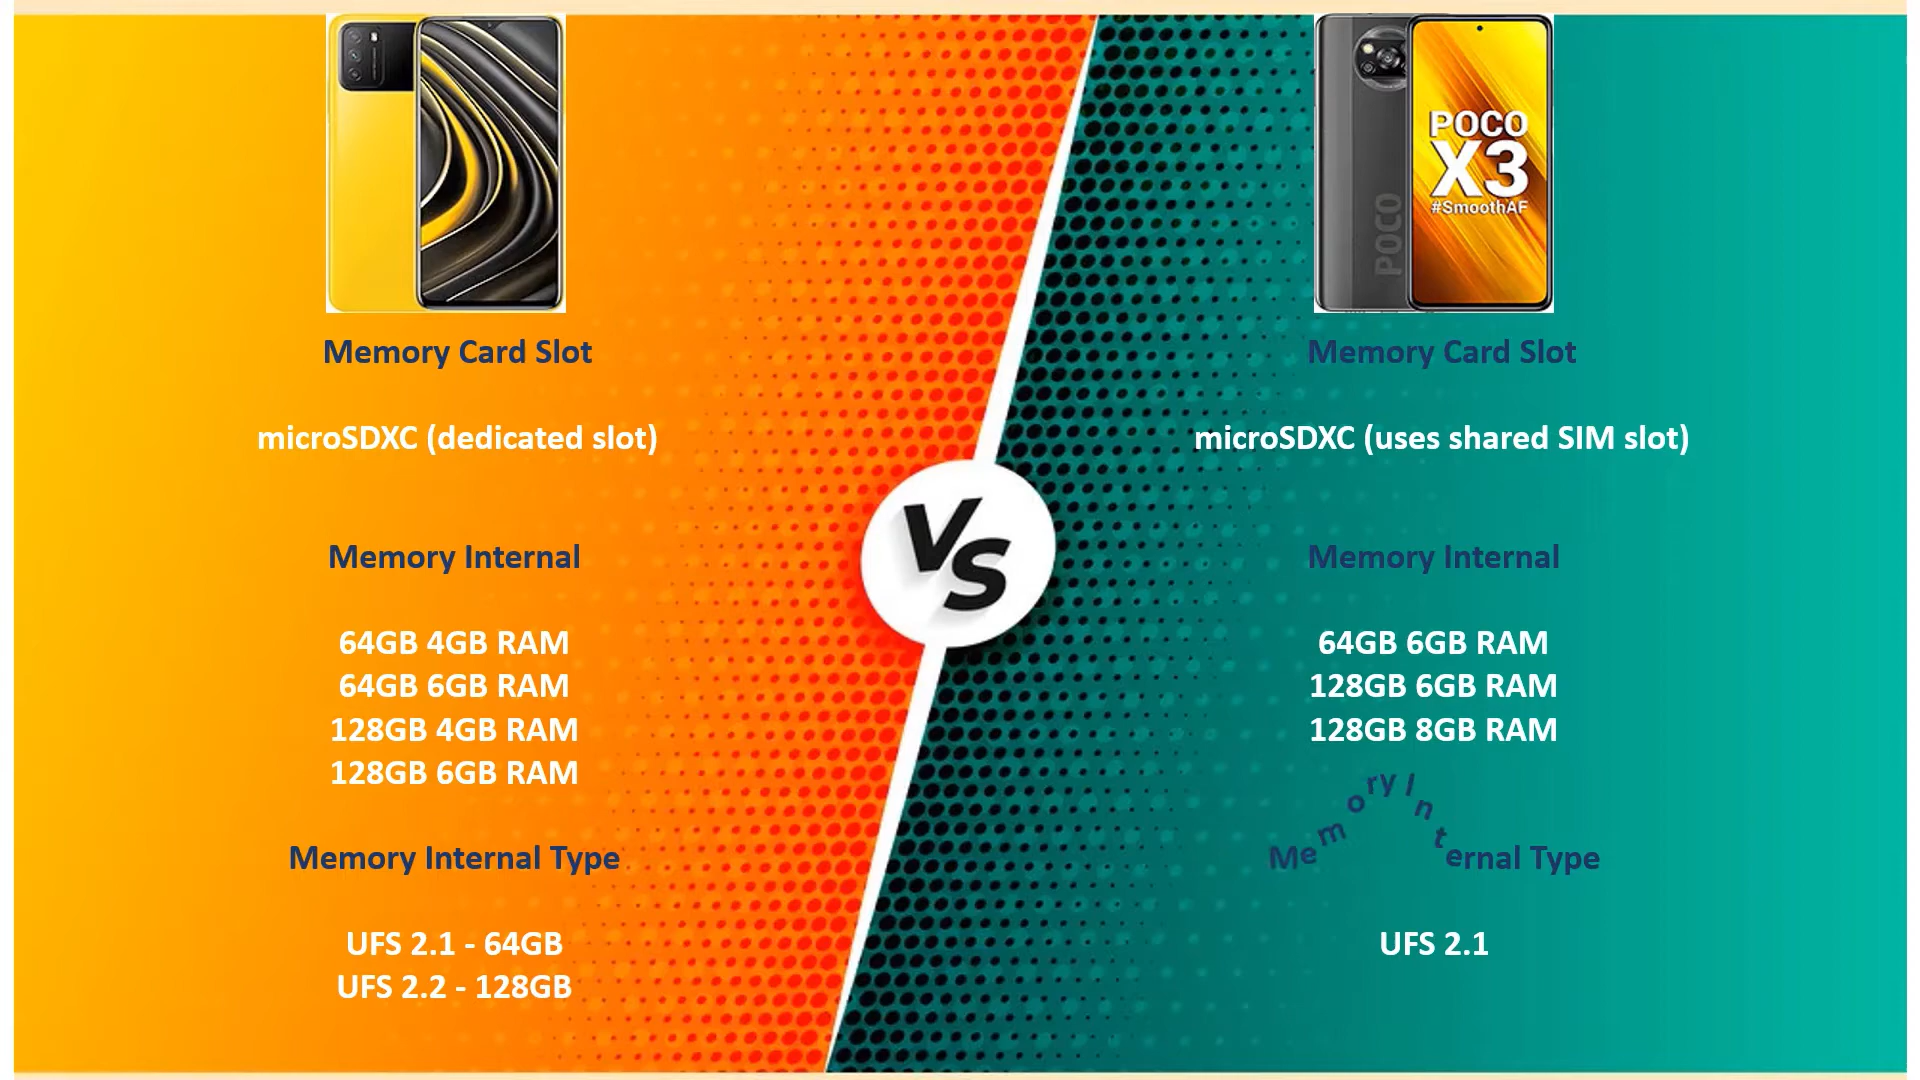 POCO
X3
#SmoothAF
POCO
Memory Card Slot
microSDXC (dedicated slot)
Memory Internal
64GB 4GB RAM
64GB 6GB RAM
128GB 4GB RAM
128GB 6GB RAM
Memory Internal Type
UFS 2.1 - 64GB
UFS 2.2 - 128GB
VS
Memory Card Slot
microSDXC (uses shared SIM slot)
Memory Internal
64GB 6GB RAM
128GB 6GB RAM
128GB 8GB RAM
Memory Internal Type
UFS 2.1